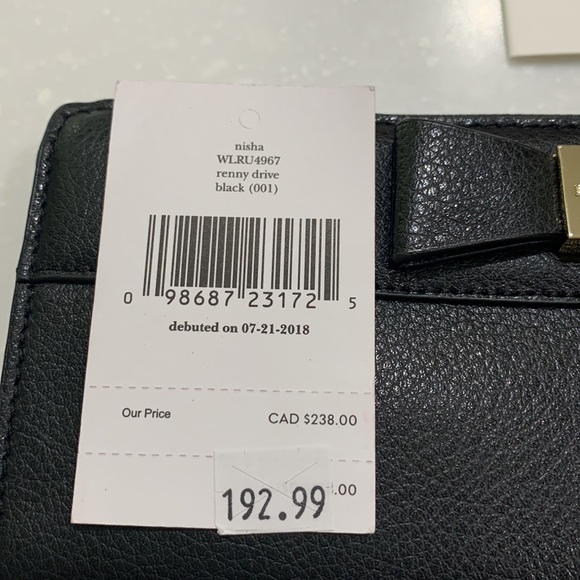 nisha
WLRU4967
renny drive
black (001)
0 98687 23172 5
debuted on 07-21-2018
Our Price CAD $238.00
.00
192.99